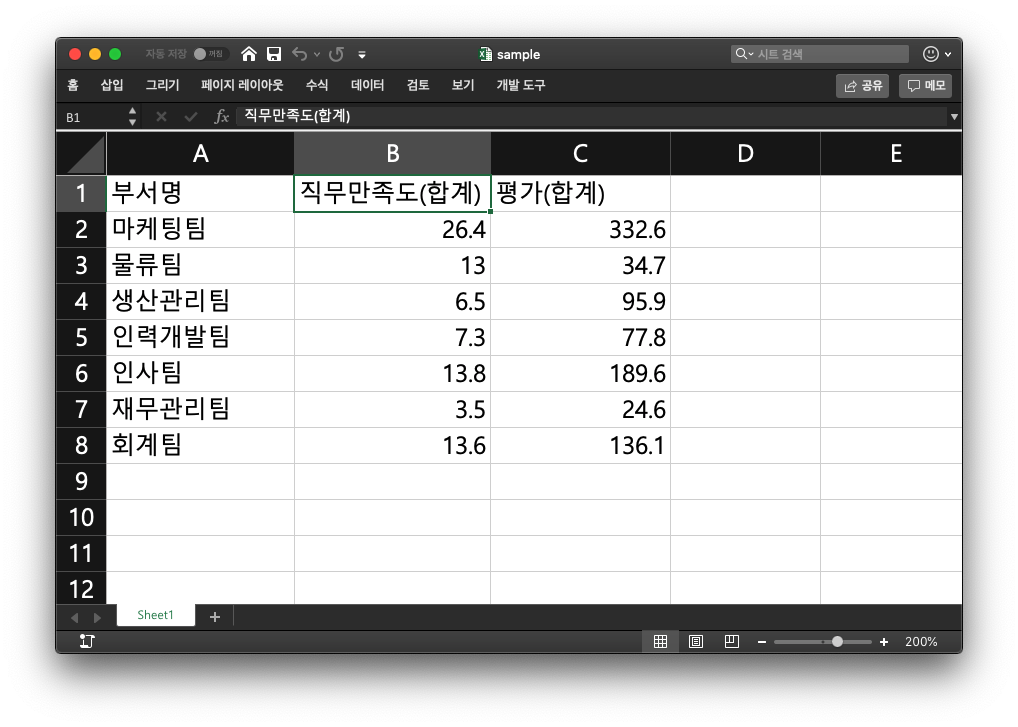 자동 저장 꺼짐 sample 시트 검색
홈 삽입 그리기 페이지 레이아웃 수식 데이터 검토 보기 개발 도구 공유 메모
B1 fx 직무만족도(합계)
A B C D E
1 부서명 직무만족도(합계) 평가(합계)
2 마케팅팀 26.4 332.6
3 물류팀 13 34.7
4 생산관리팀 6.5 95.9
5 인력개발팀 7.3 77.8
6 인사팀 13.8 189.6
7 재무관리팀 3.5 24.6
8 회계팀 13.6 136.1
9
10
11
12
Sheet1 +
200%